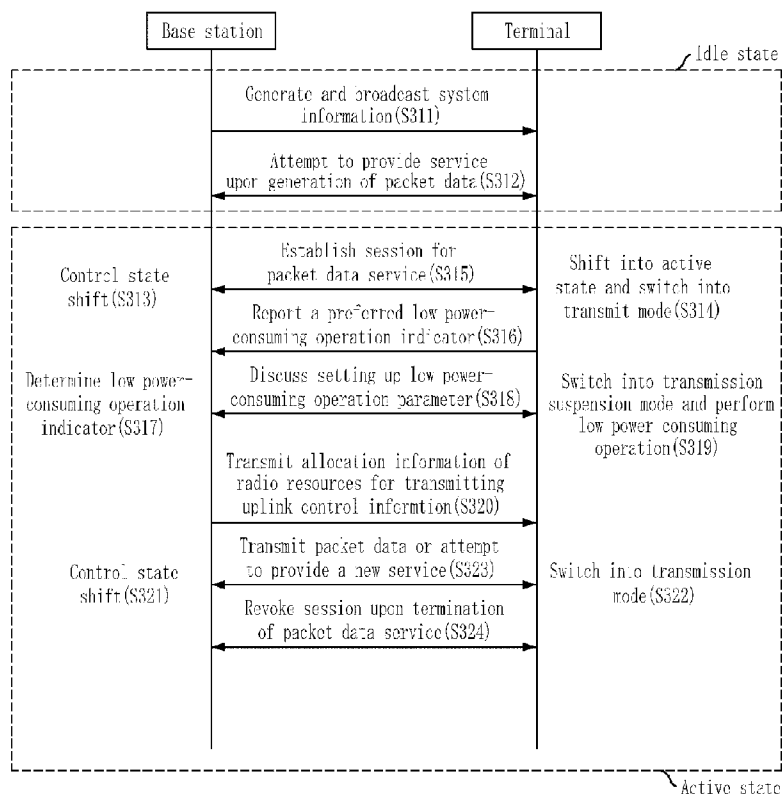 Base station
Terminal
Idle state
Generate and broadcast system
information(S311)
Attempt to provide service
upon generation of packet data(S312)
Establish session for
packet data service(S315)
Control state
shift(S313)
Shift into active
state and switch into
transmit mode(S314)
Report a preferred low power-
consuming operation indicator(S316)
Determine low power-
consuming operation
indicator(S317)
Discuss setting up low power-
consuming operation parameter(S318)
Switch into transmission
suspension mode and perform
low power consuming
operation(S319)
Transmit allocation information of
radio resources for transmitting
uplink control informtion(S320)
Transmit packet data or attempt
to provide a new service(S323)
Control state
shift(S321)
Switch into transmission
mode(S322)
Revoke session upon termination
of packet data service(S324)
Active state